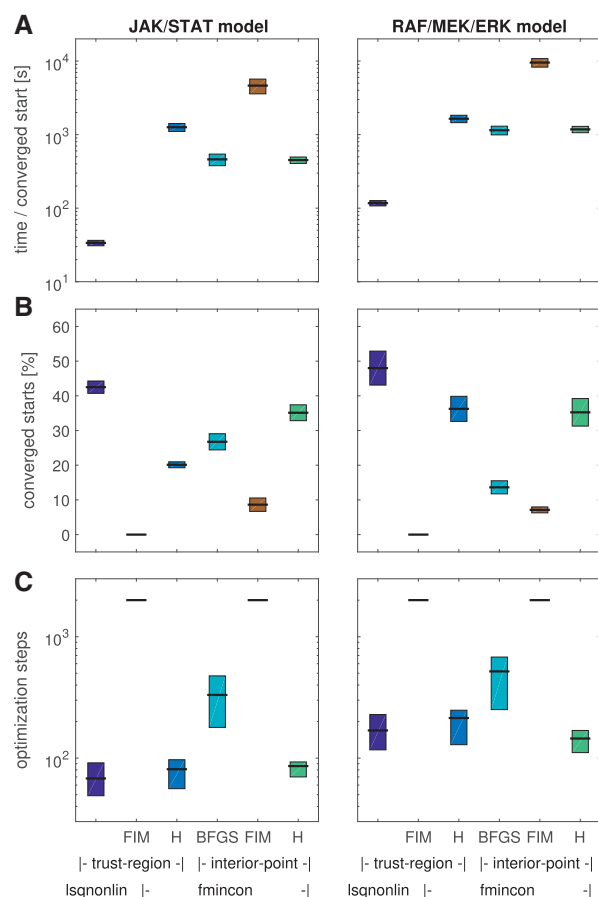 A
JAK/STAT model
RAF/MEK/ERK model
time / converged start [s]
10^4
10^3
10^2
10^1
B
converged starts [%]
60
50
40
30
20
10
0
C
optimization steps
10^3
10^2
FIM H BFGS FIM H
FIM H BFGS FIM H
|- trust-region -| |- interior-point -|
|- trust-region -| |- interior-point -|
lsqnonlin |- fmincon -|
lsqnonlin |- fmincon -|